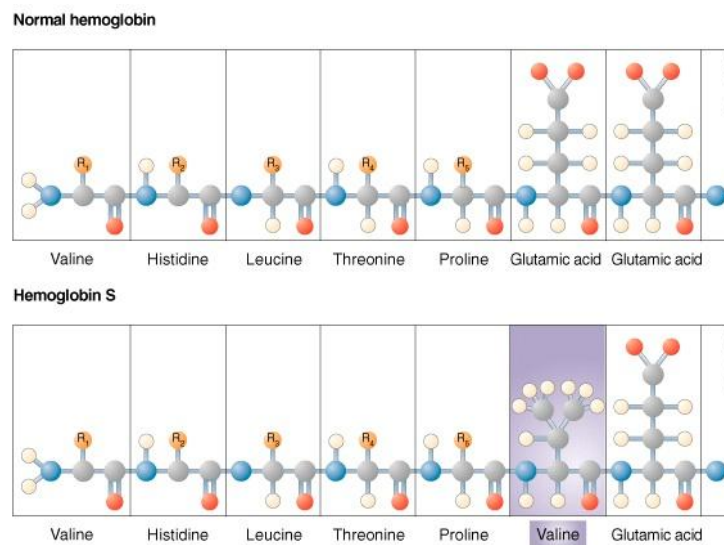 Normal hemoglobin
R1 R2 R3 R4 R5
Valine Histidine Leucine Threonine Proline Glutamic acid Glutamic acid
Hemoglobin S
R1 R2 R3 R4 R5
Valine Histidine Leucine Threonine Proline Valine Glutamic acid